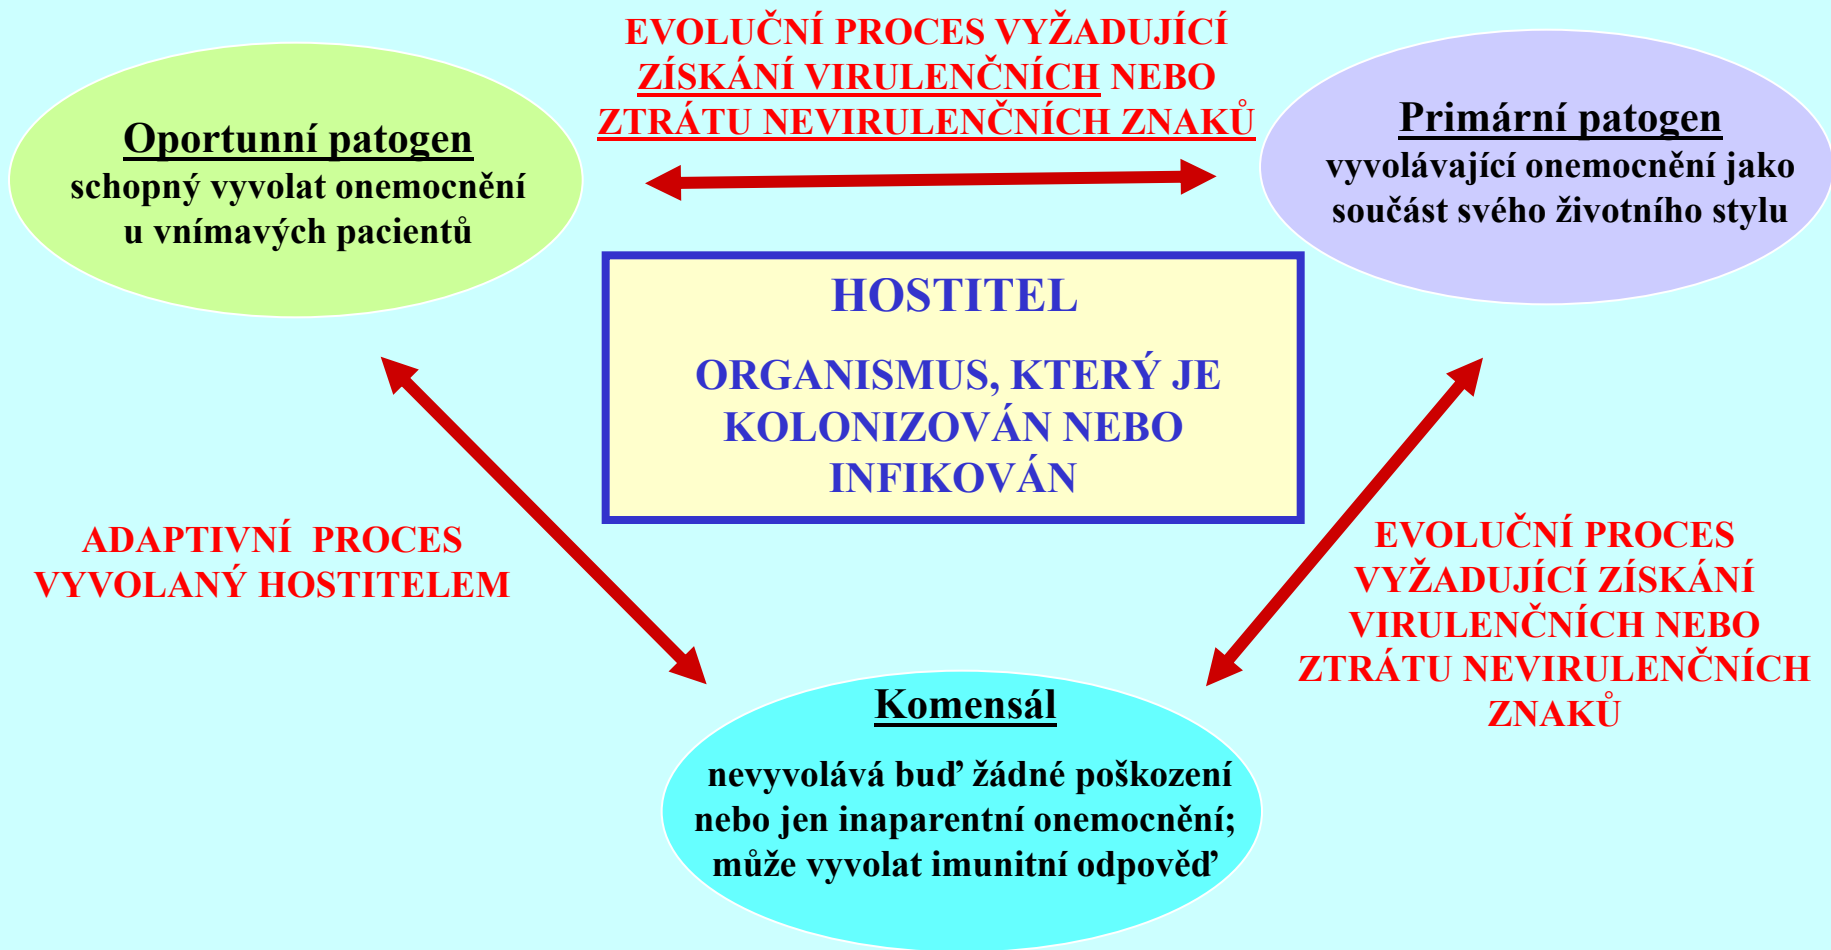 EVOLUČNÍ PROCES VYŽADUJÍCÍ
ZÍSKÁNÍ VIRULENČNÍCH NEBO
ZTRÁTU NEVIRULENČNÍCH ZNAKŮ
Oportunní patogen
schopný vyvolat onemocnění
u vnímavých pacientů
Primární patogen
vyvolávající onemocnění jako
součást svého životního stylu
HOSTITEL
ORGANISMUS, KTERÝ JE
KOLONIZOVÁN NEBO
INFIKOVÁN
ADAPTIVNÍ PROCES
VYVOLANÝ HOSTITELEM
EVOLUČNÍ PROCES
VYŽADUJÍCÍ ZÍSKÁNÍ
VIRULENČNÍCH NEBO
ZTRÁTU NEVIRULENČNÍCH
ZNAKŮ
Komensál
nevyvolává buď žádné poškození
nebo jen inaparentní onemocnění;
může vyvolat imunitní odpověď